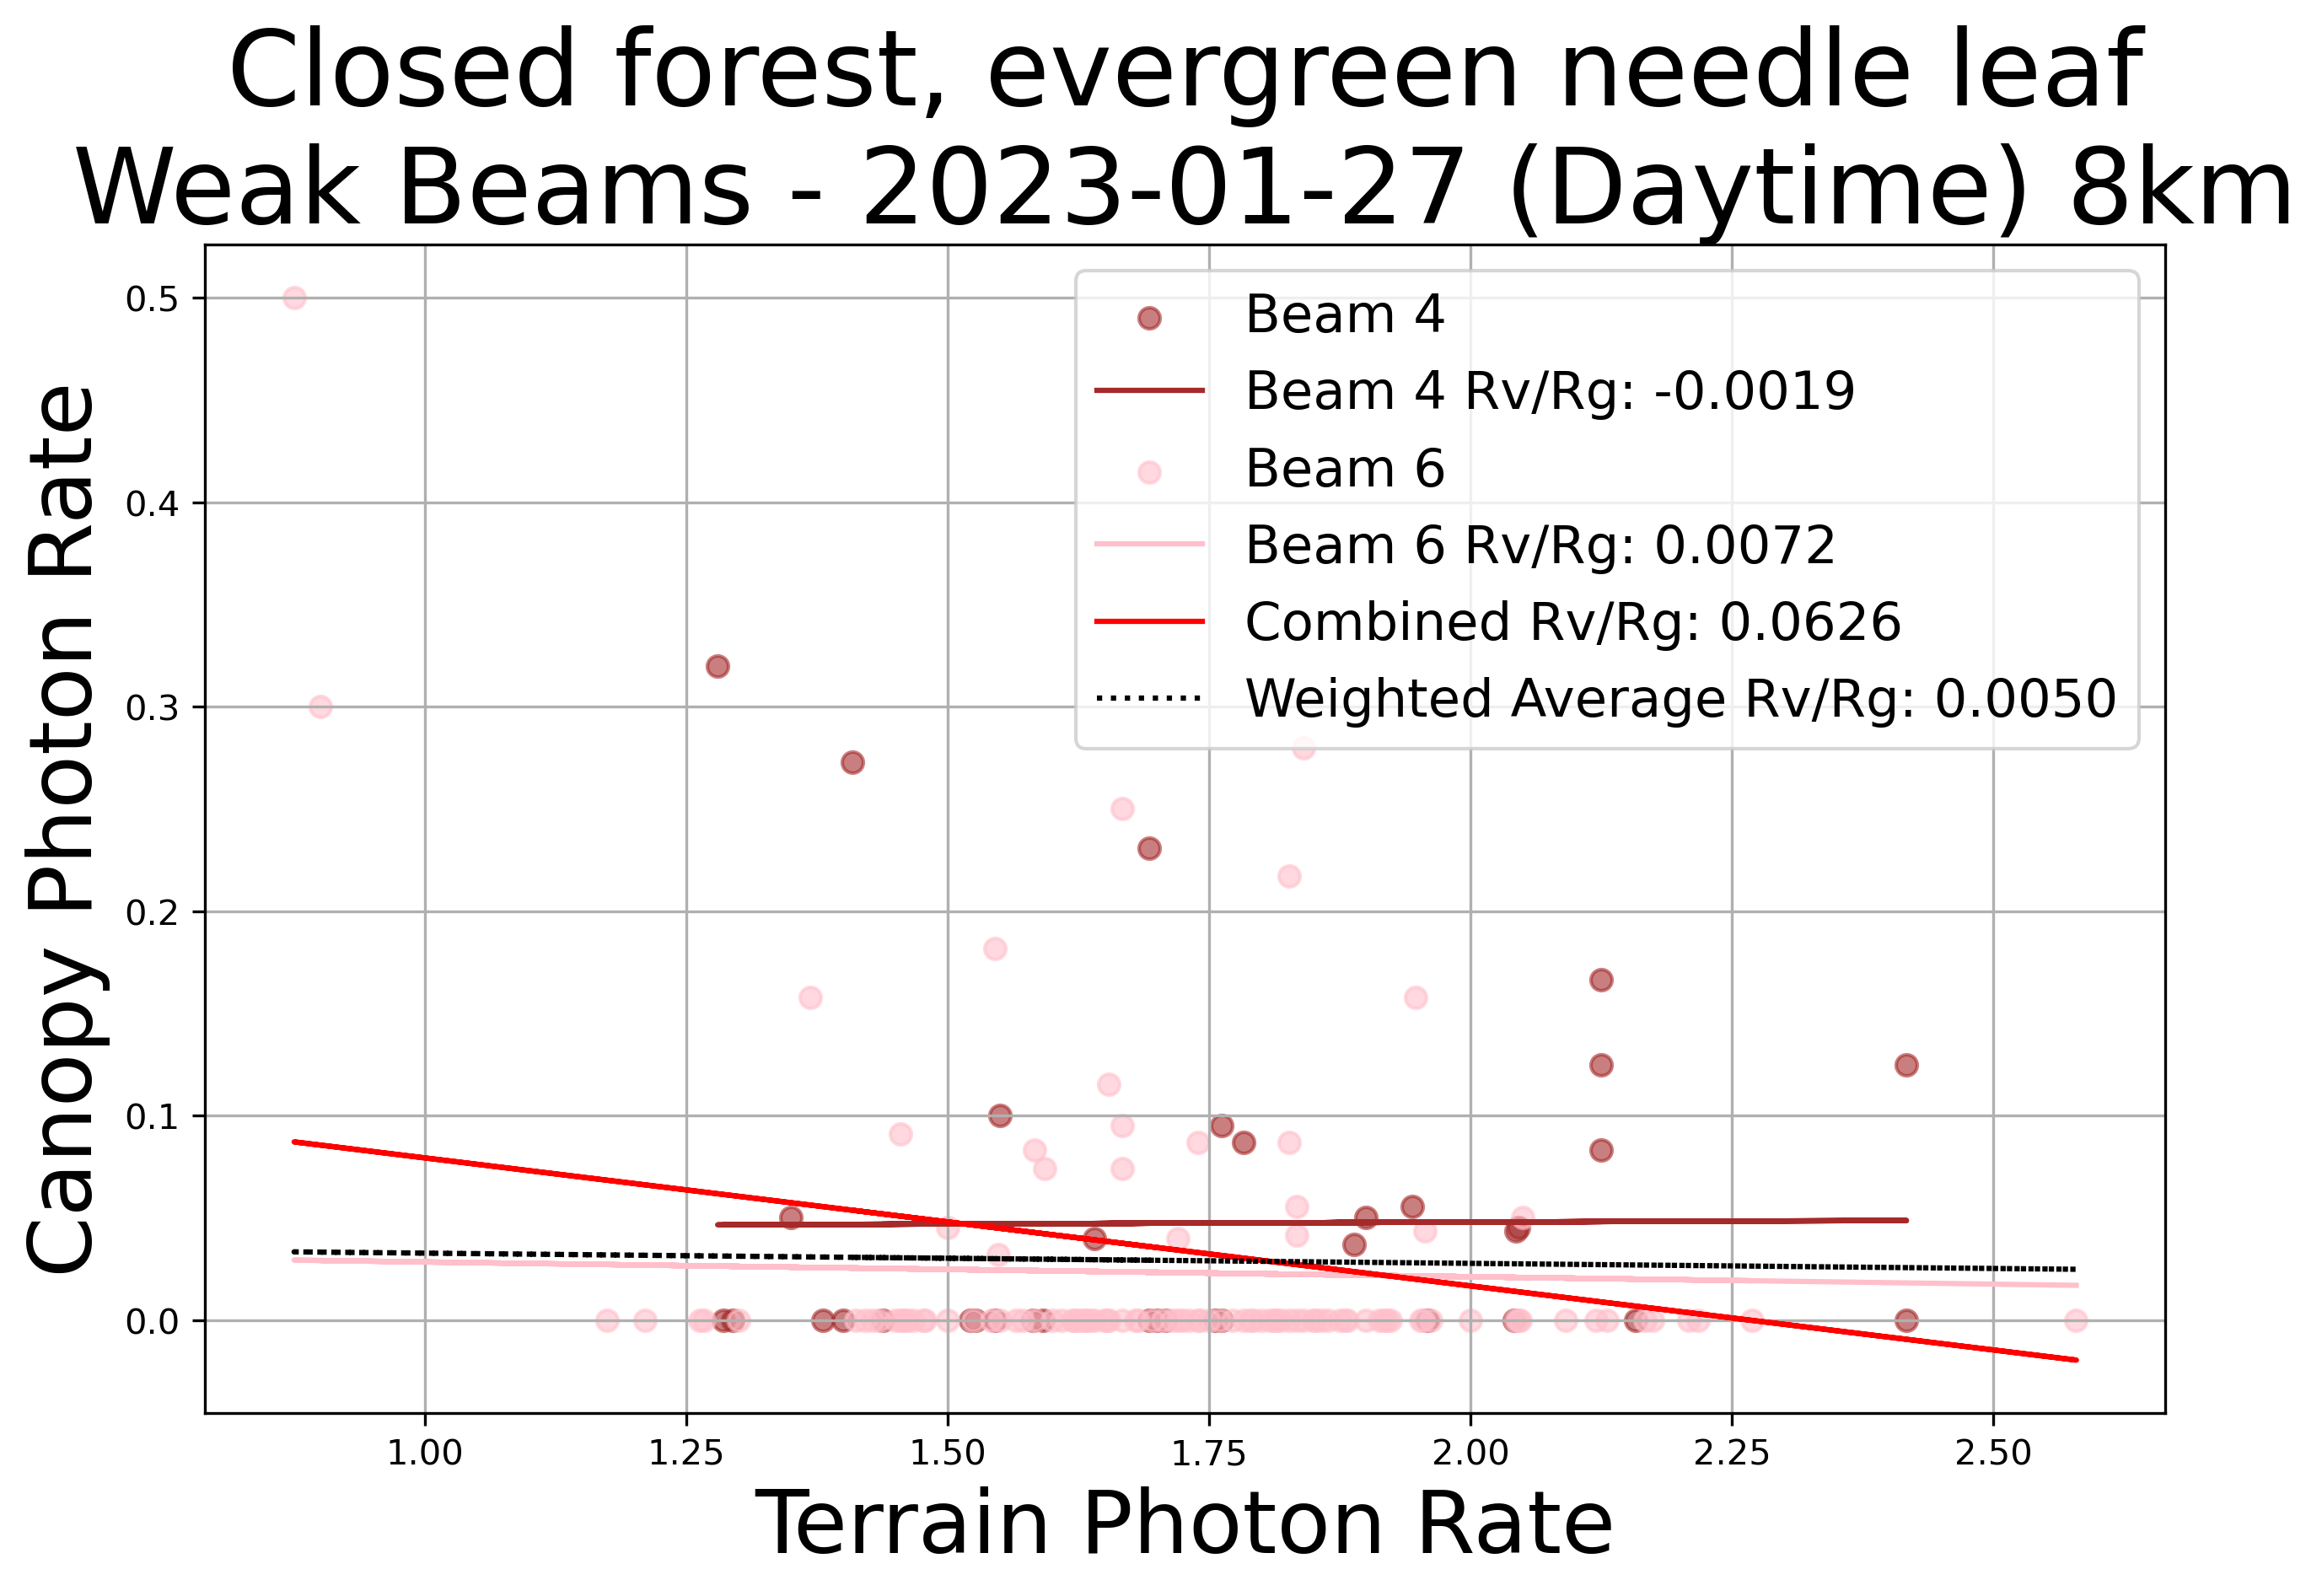 Closed forest, evergreen needle leaf
Weak Beams - 2023-01-27 (Daytime) 8km
Canopy Photon Rate
0.5
0.4
0.3
0.2
0.1
0.0
Beam 4
Beam 4 Rv/Rg: -0.0019
Beam 6
Beam 6 Rv/Rg: 0.0072
Combined Rv/Rg: 0.0626
Weighted Average Rv/Rg: 0.0050
1.00 1.25 1.50 1.75 2.00 2.25 2.50
Terrain Photon Rate